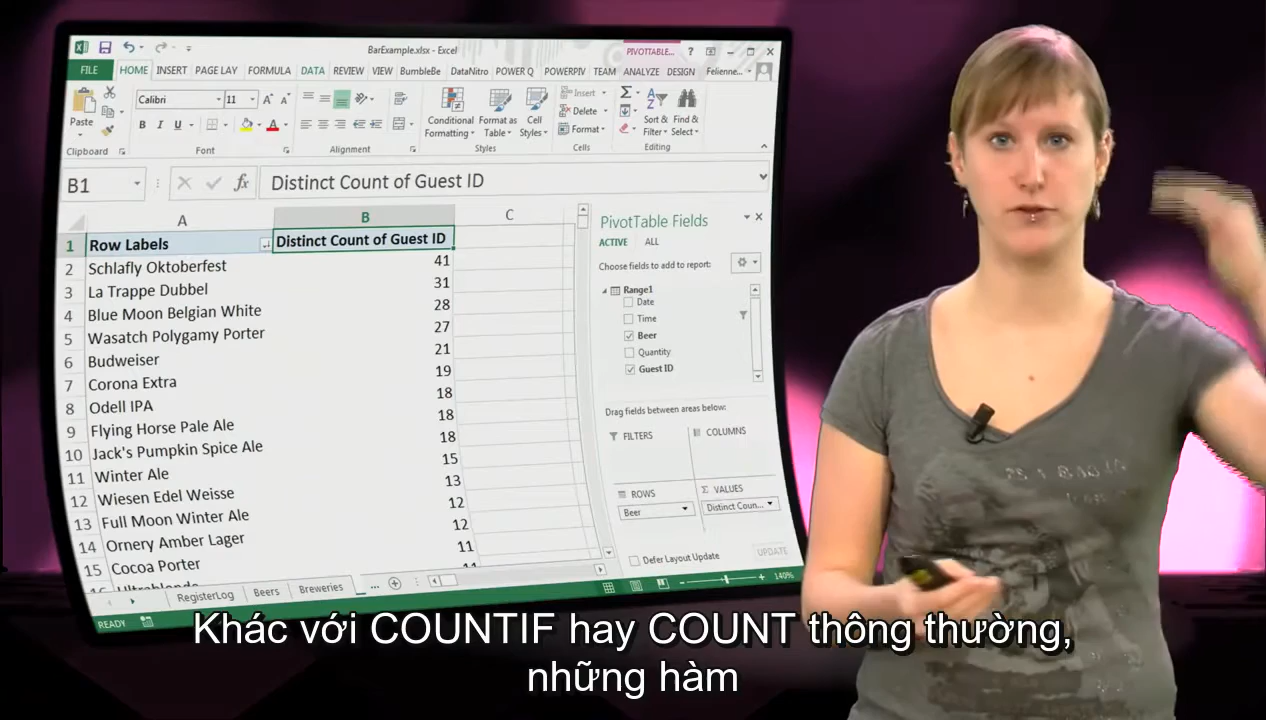 BarExample.xlsx - Excel
PIVOTTABLE...
FILE HOME INSERT PAGE LAY FORMULA DATA REVIEW VIEW BumbleBe DataNitro POWER Q POWERPIV TEAM ANALYZE DESIGN Felienne...
Paste
Calibri 11
B I U
Conditional Formatting
Format as Table
Cell Styles
Insert
Delete
Format
Sort & Filter
Find & Select
Clipboard Font Alignment Styles Cells Editing
B1 fx Distinct Count of Guest ID
A B C
1 Row Labels Distinct Count of Guest ID
2 Schlafly Oktoberfest 41
3 La Trappe Dubbel 31
4 Blue Moon Belgian White 28
5 Wasatch Polygamy Porter 27
6 Budweiser 21
7 Corona Extra 19
8 Odell IPA 18
9 Flying Horse Pale Ale 18
10 Jack's Pumpkin Spice Ale 18
11 Winter Ale 15
12 Wiesen Edel Weisse 13
13 Full Moon Winter Ale 12
14 Ornery Amber Lager 12
15 Cocoa Porter 11
PivotTable Fields
ACTIVE ALL
Choose fields to add to report:
Range1
Date
Time
Beer
Quantity
Guest ID
Drag fields between areas below:
FILTERS COLUMNS
ROWS Σ VALUES
Beer Distinct Coun...
Defer Layout Update UPDATE
RegisterLog Beers Breweries ...
READY 140%
Khác với COUNTIF hay COUNT thông thường,
những hàm